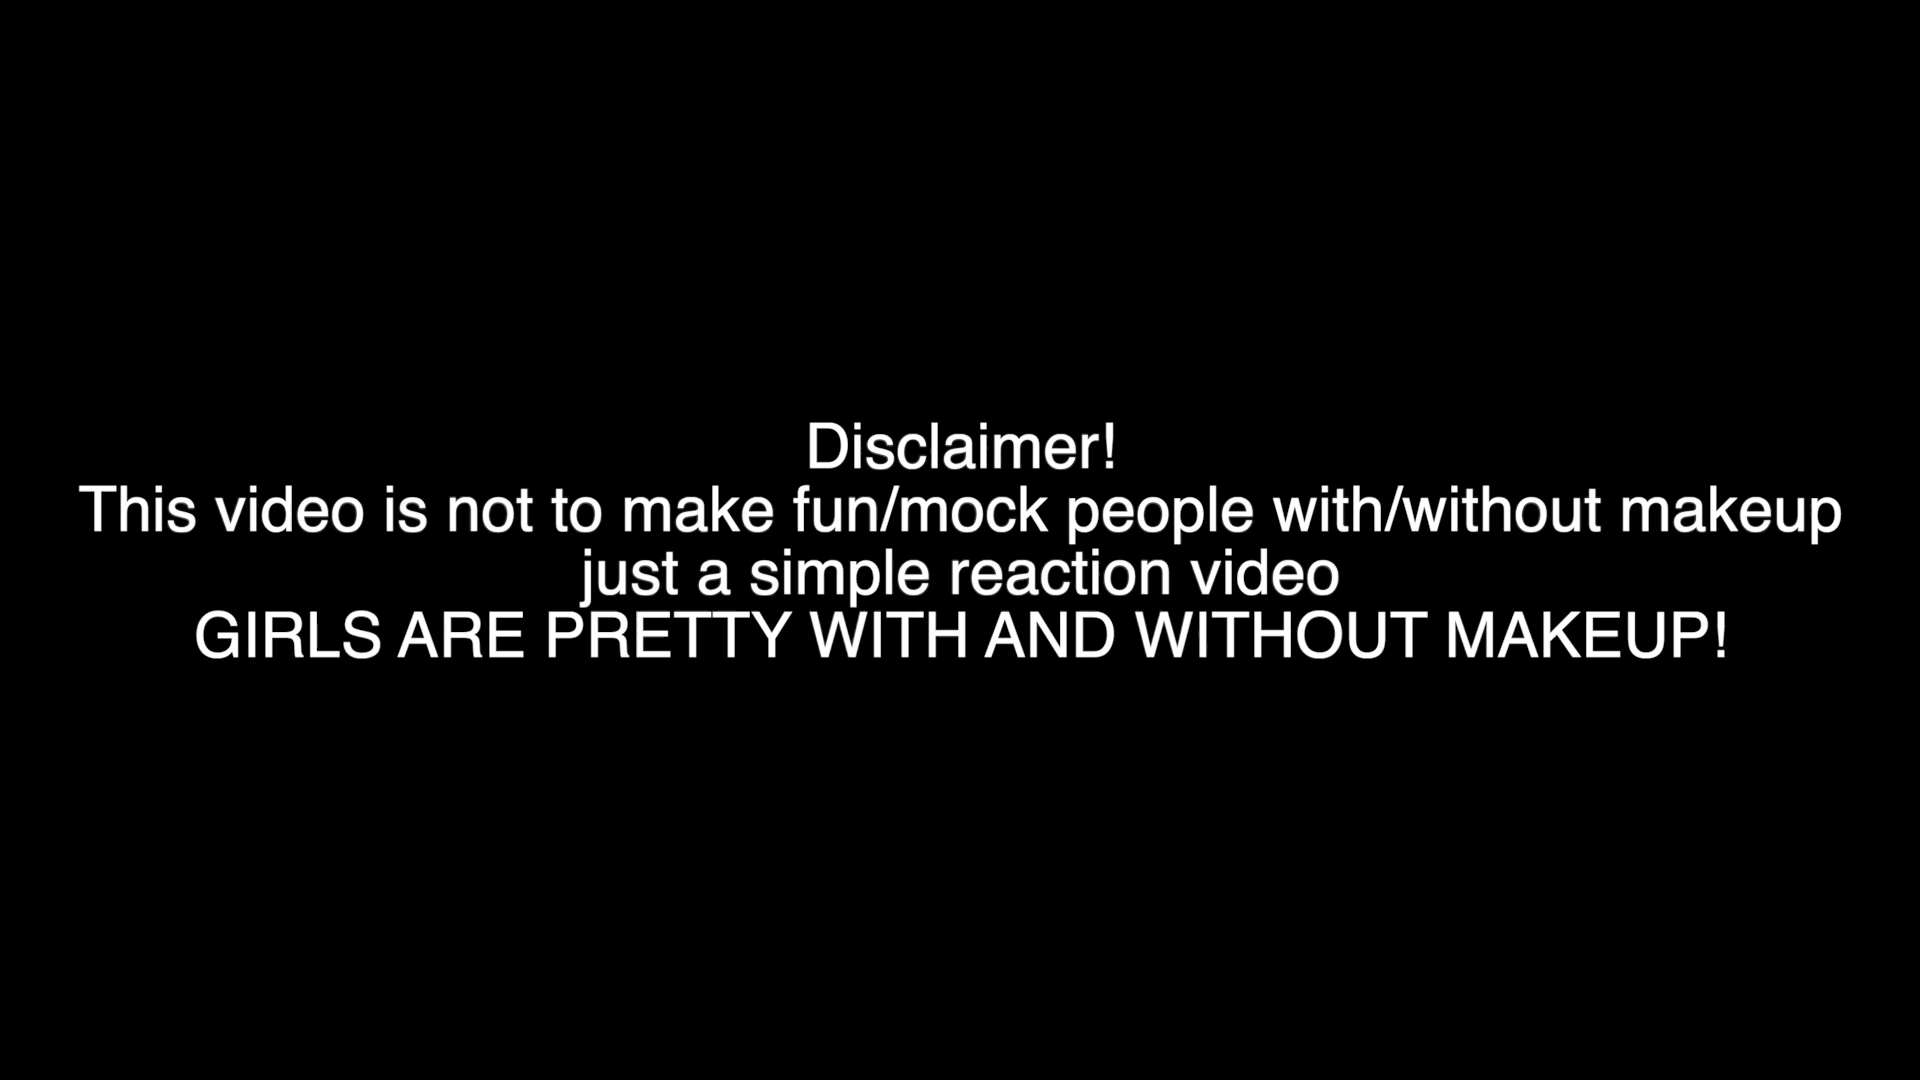 Disclaimer!
This video is not to make fun/mock people with/without makeup
just a simple reaction video
GIRLS ARE PRETTY WITH AND WITHOUT MAKEUP!